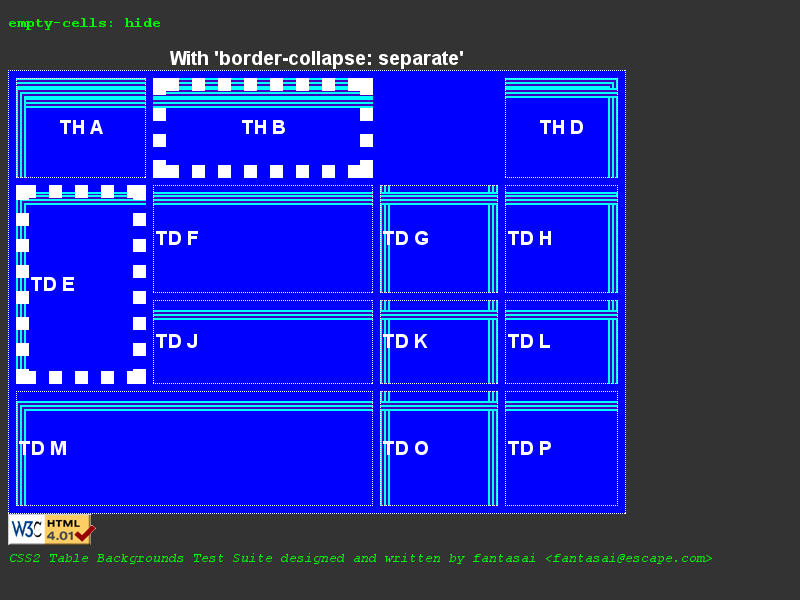 empty-cells: hide
With 'border-collapse: separate'
TH A TH B TH D
TD E TD F TD G TD H
TD J TD K TD L
TD M TD O TD P
W3C HTML 4.01
CSS2 Table Backgrounds Test Suite designed and written by fantasai <fantasai@escape.com>